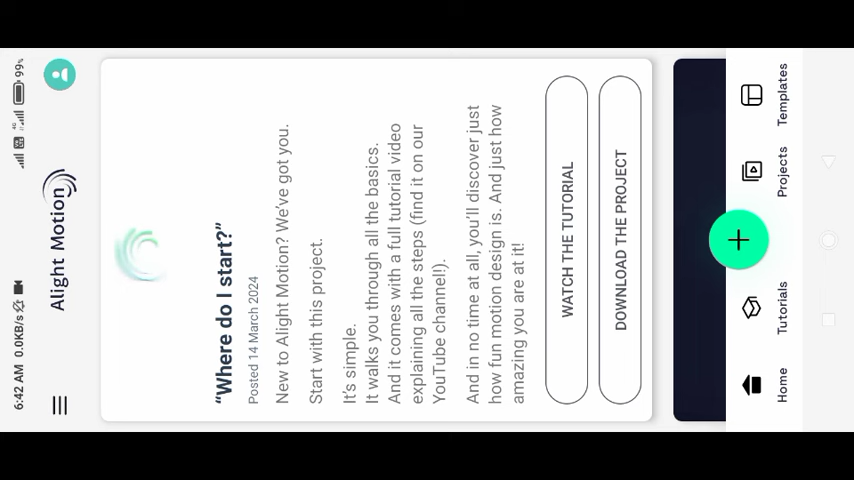 6:42 AM 0.0KB/s
4G
99%
Alight Motion
“Where do I start?”
Posted 14 March 2024
New to Alight Motion? We’ve got you.
Start with this project.
It’s simple.
It walks you through all the basics.
And it comes with a full tutorial video
explaining all the steps (find it on our
YouTube channel!).
And in no time at all, you’ll discover just
how fun motion design is. And just how
amazing you are at it!
WATCH THE TUTORIAL
DOWNLOAD THE PROJECT
Home
Tutorials
Projects
Templates